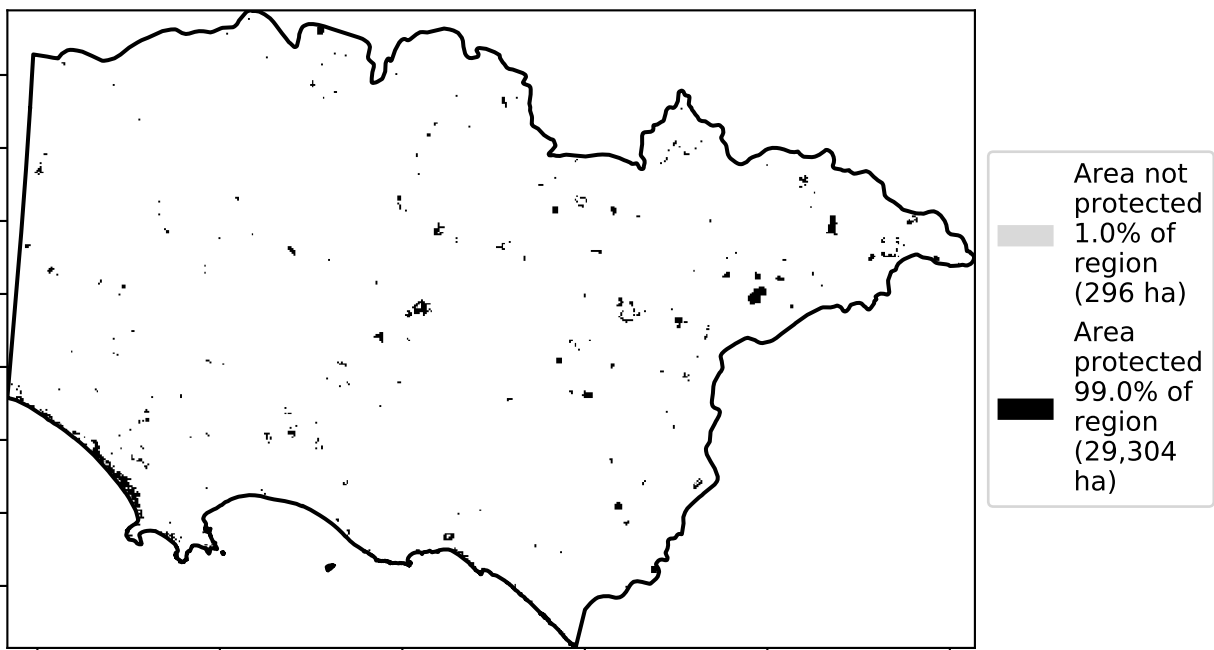 Area not
protected
1.0% of
region
(296 ha)
Area
protected
99.0% of
region
(29,304
ha)